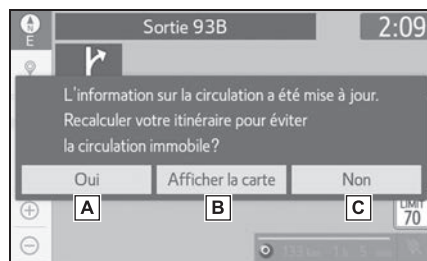 Sortie 93B
2:09
E
L'information sur la circulation a été mise à jour.
Recalculer votre itinéraire pour éviter
la circulation immobile?
Oui
Afficher la carte
Non
A
B
C
LIMIT
70